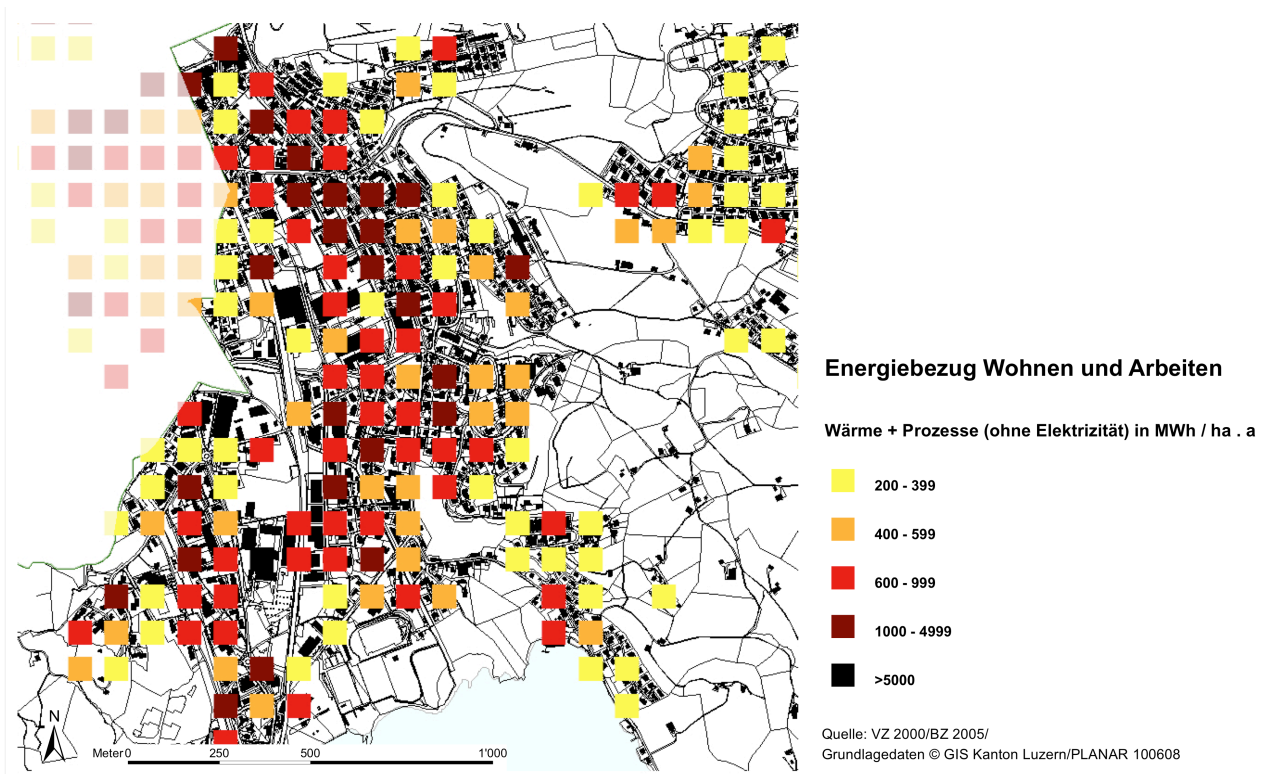 Energiebezug Wohnen und Arbeiten
Wärme + Prozesse (ohne Elektrizität) in MWh / ha . a
200 - 399
400 - 599
600 - 999
1000 - 4999
>5000
Quelle: VZ 2000/BZ 2005/
Grundlagedaten © GIS Kanton Luzern/PLANAR 100608
N
Meter 0 250 500 1'000